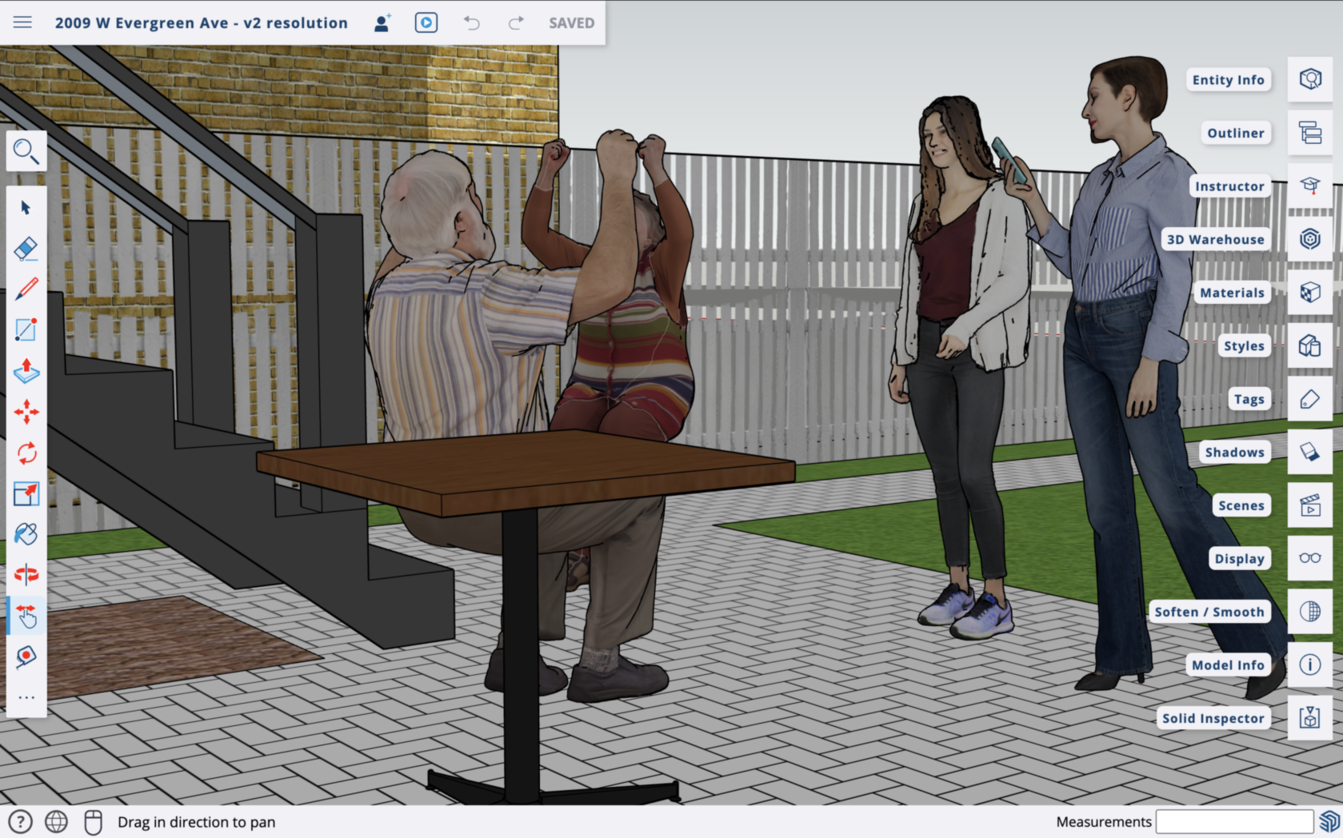 2009 W Evergreen Ave - v2 resolution
SAVED
Entity Info
Outliner
Instructor
3D Warehouse
Materials
Styles
Tags
Shadows
Scenes
Display
Soften / Smooth
Model Info
Solid Inspector
Drag in direction to pan
Measurements